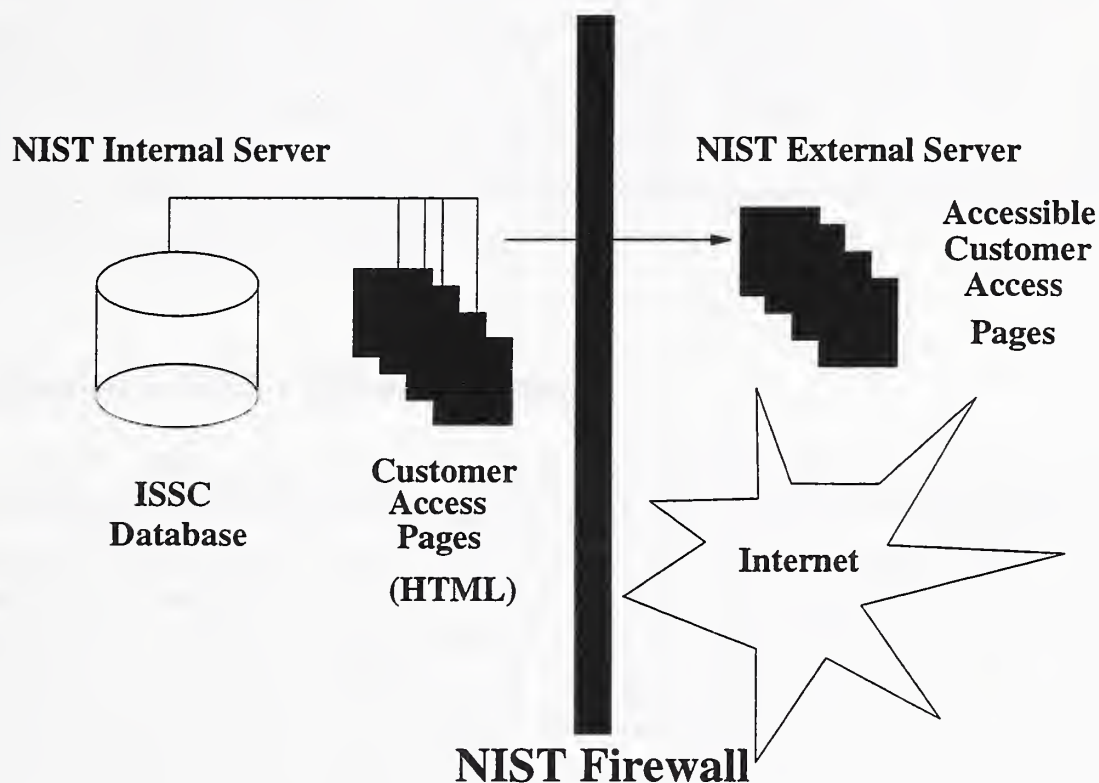 NIST Internal Server
NIST External Server
Accessible
Customer
Access
Pages
ISSC
Database
Customer
Access
Pages
(HTML)
Internet
NIST Firewall